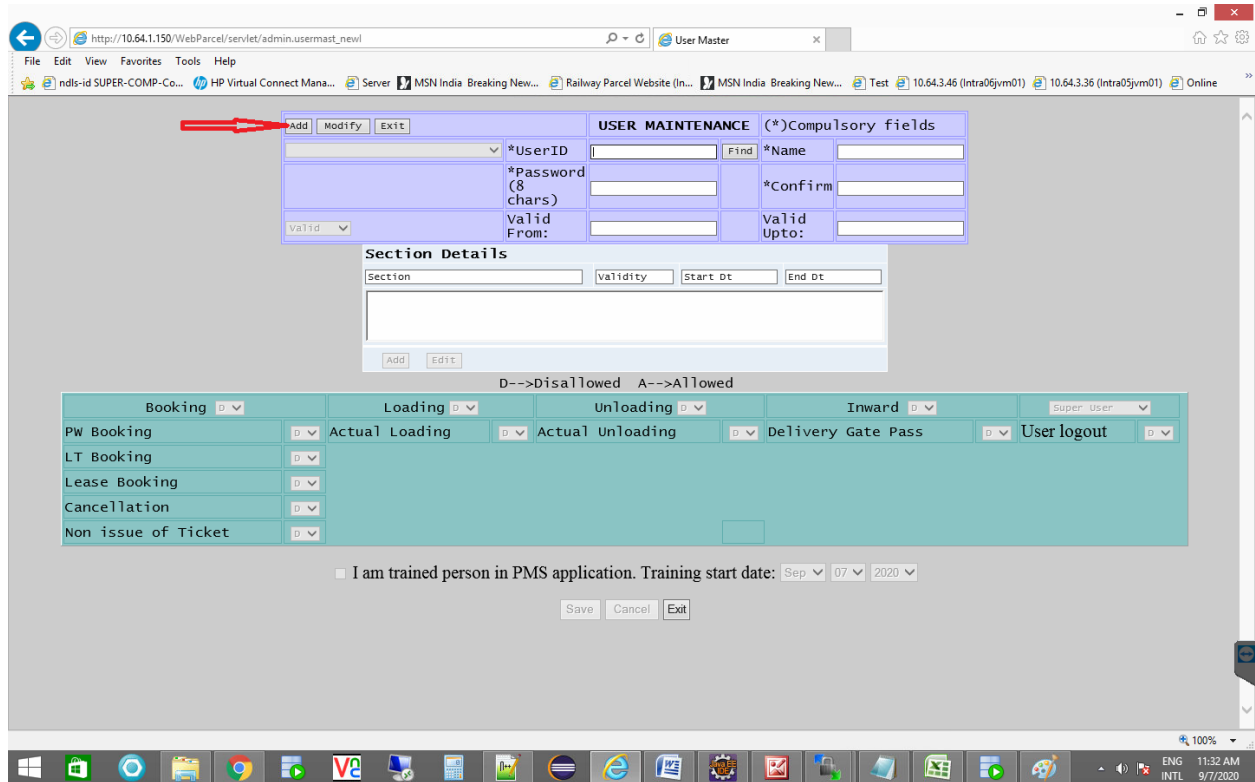 http://10.64.1.150/WebParcel/servlet/admin.usermast_newl
User Master
File Edit View Favorites Tools Help
ndls-id SUPER-COMP-Co... HP Virtual Connect Mana... Server MSN India Breaking New... Railway Parcel Website (In... MSN India Breaking New... Test 10.64.3.46 (Intra06jvm01) 10.64.3.36 (Intra05jvm01) Online
Add Modify Exit USER MAINTENANCE (*)Compulsory fields
*UserID Find *Name
*Password
(8
chars) *Confirm
Valid Valid
From: Valid
Upto:
Section Details
Section Validity Start Dt End Dt
Add Edit
D-->Disallowed A-->Allowed
Booking D Loading D Unloading D Inward D Super User
PW Booking D Actual Loading D Actual Unloading D Delivery Gate Pass D User logout D
LT Booking D
Lease Booking D
Cancellation D
Non issue of Ticket D
I am trained person in PMS application. Training start date: Sep 07 2020
Save Cancel Exit
100%
ENG 11:32 AM
INTL 9/7/2020